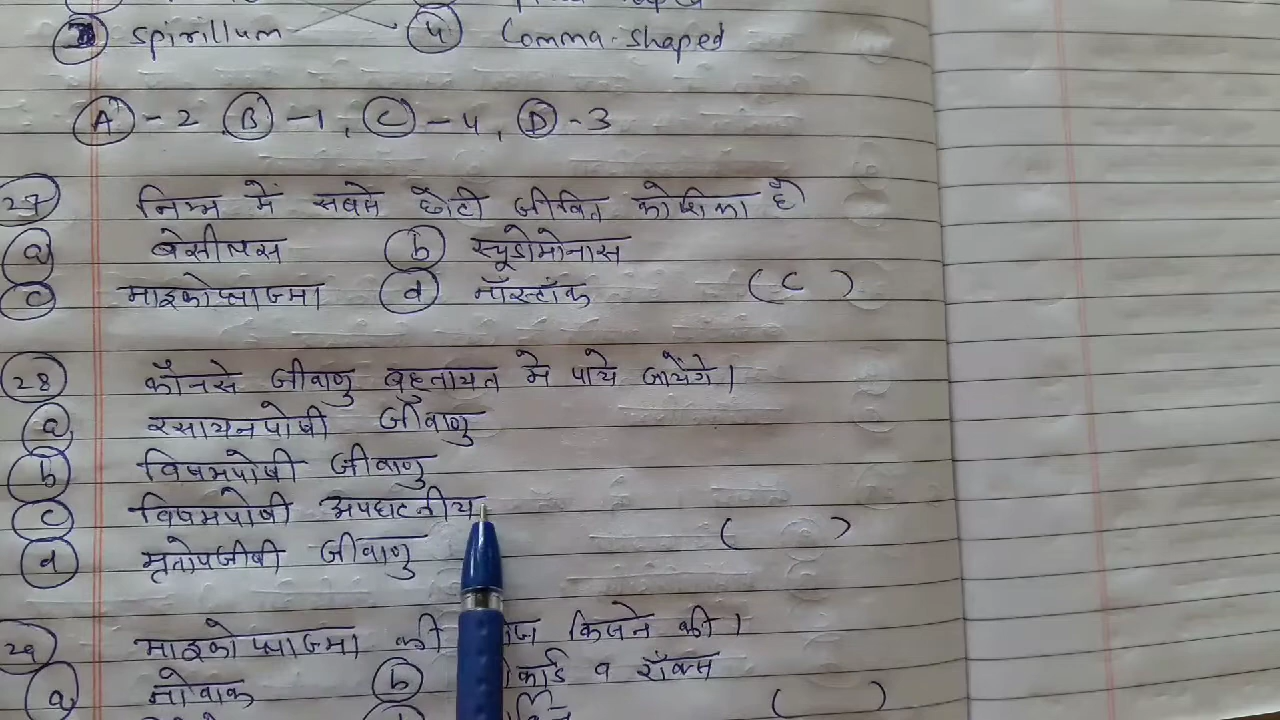 Spirillum 4 Comma-shaped
A - 2 B - 1, C - 4, D - 3
27 निम्न में सबसे छोटी जीवित कोशिका है
a बेसीलस b स्यूडोमोनास
c माइकोप्लाज्मा d नॉस्टॉक ( C )
28 कौनसे जीवाणु बहुतायत मे पाये जायेंगे।
a रसायनपोषी जीवाणु
b विषमपोषी जीवाणु
c विषमपोषी अपघटनीय ( )
d मृतोपजीवी जीवाणु
29 माइकोप्लाज्मा की किसने की।
a नोवाक b व रॉक्स ( )